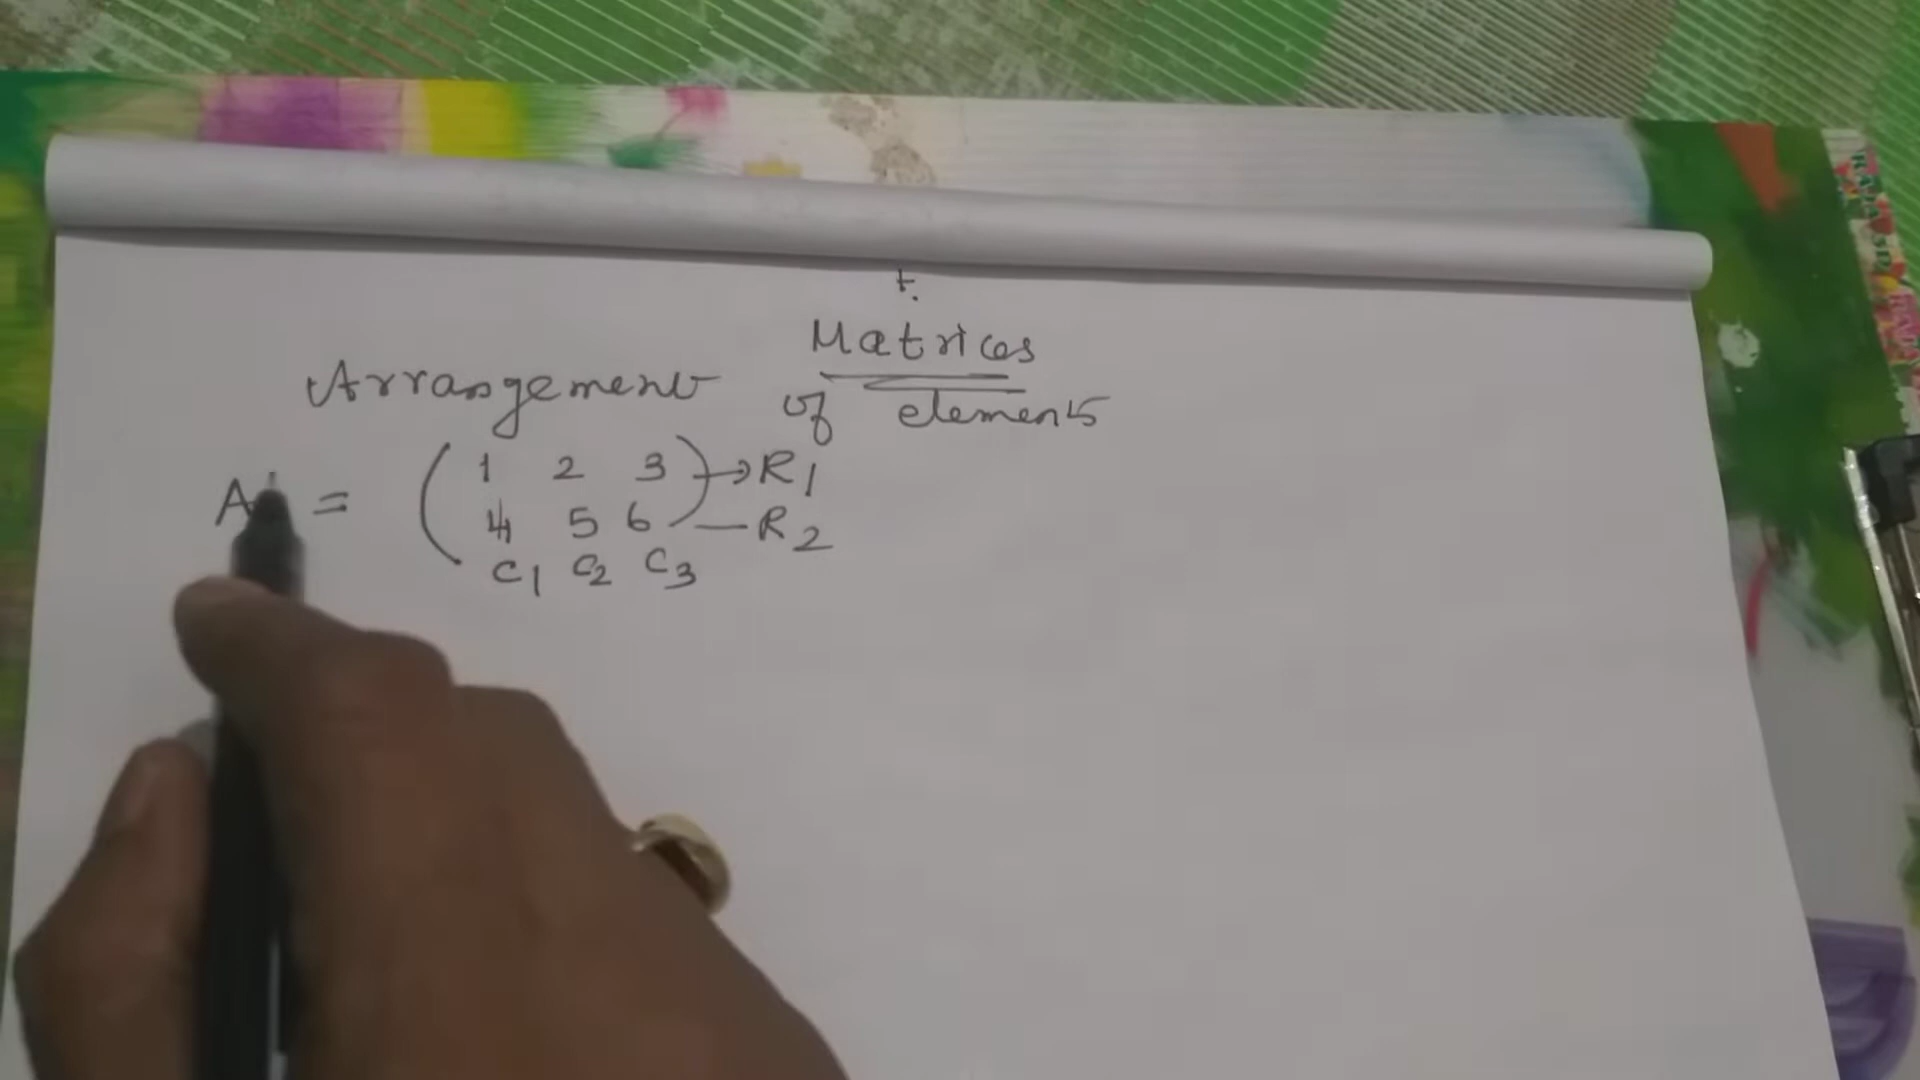 t.
Matrices
Arrangement of elements
A = ( 1 2 3 ) → R1
4 5 6 — R2
C1 C2 C3